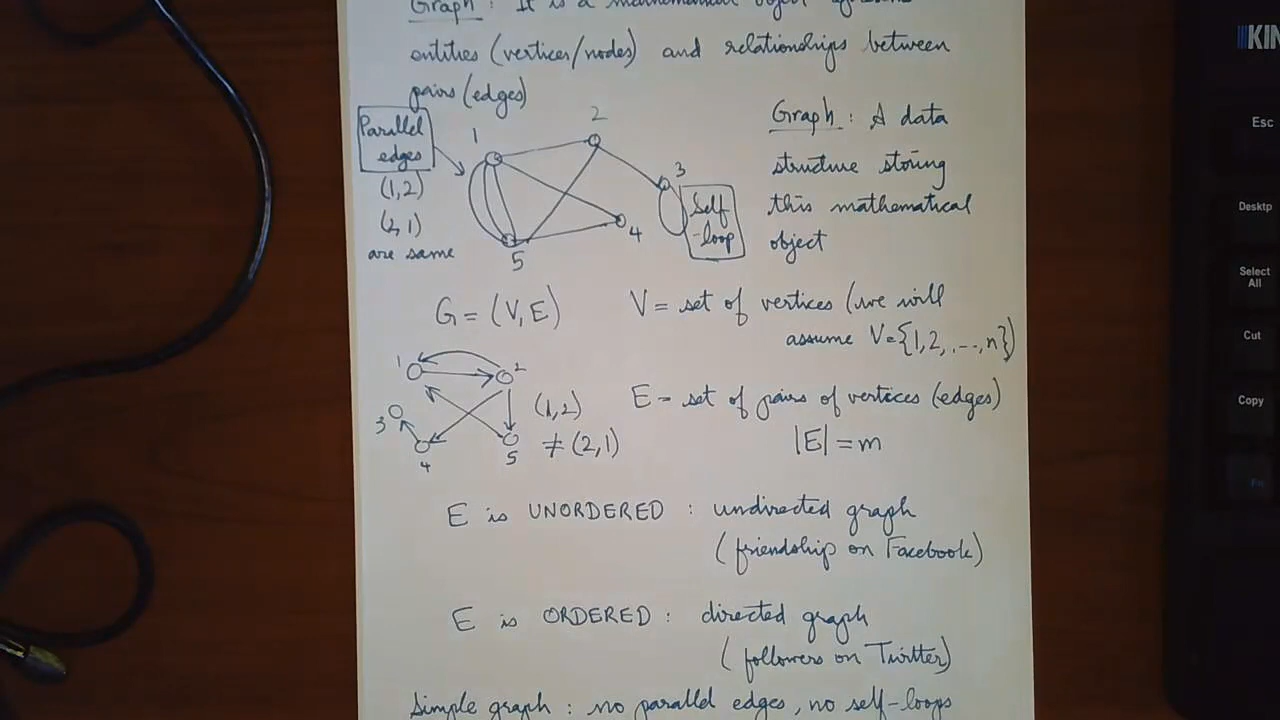 Graph : It is a mathematical object
entities (vertices/nodes) and relationships between
pairs (edges)
Parallel
edges
(1,2)
(2,1)
are same
1
2
3
4
5
Self
-loop
Graph : A data
structure storing
this mathematical
object
G = (V,E)
V = set of vertices (we will
assume V={1,2,...,n})
1
2
3
4
5
(1,2)
≠ (2,1)
E = set of pairs of vertices (edges)
|E| = m
E is UNORDERED : undirected graph
(friendship on Facebook)
E is ORDERED : directed graph
(followers on Twitter)
Simple graph : no parallel edges, no self-loops
KIN
Esc
Desktp
Select
All
Cut
Copy
Fn